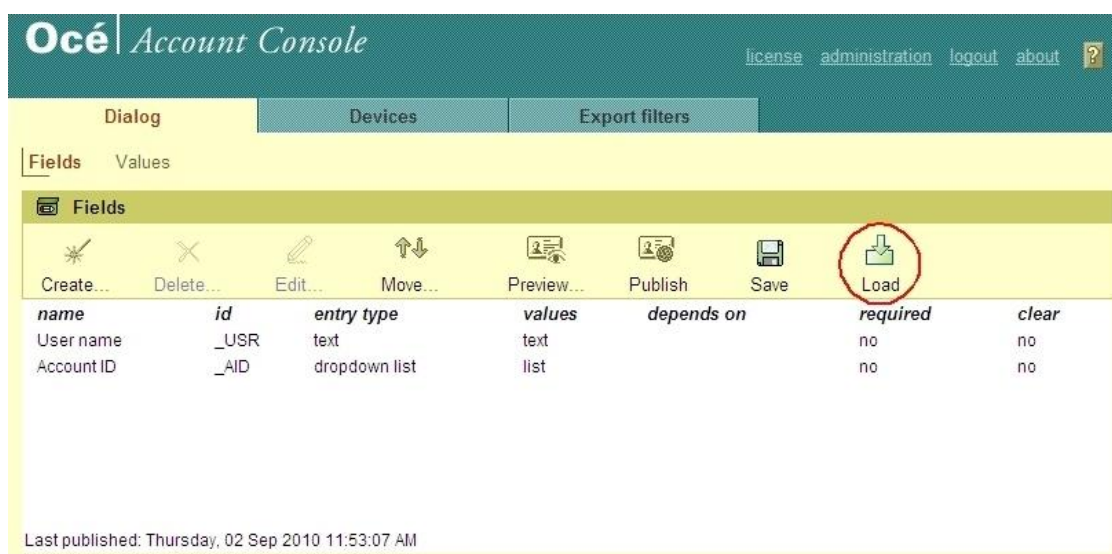 Océ Account Console
license administration logout about ?
Dialog Devices Export filters
Fields Values
Fields
Create... Delete... Edit... Move... Preview... Publish Save Load
name id entry type values depends on required clear
User name _USR text text no no
Account ID _AID dropdown list list no no
Last published: Thursday, 02 Sep 2010 11:53:07 AM